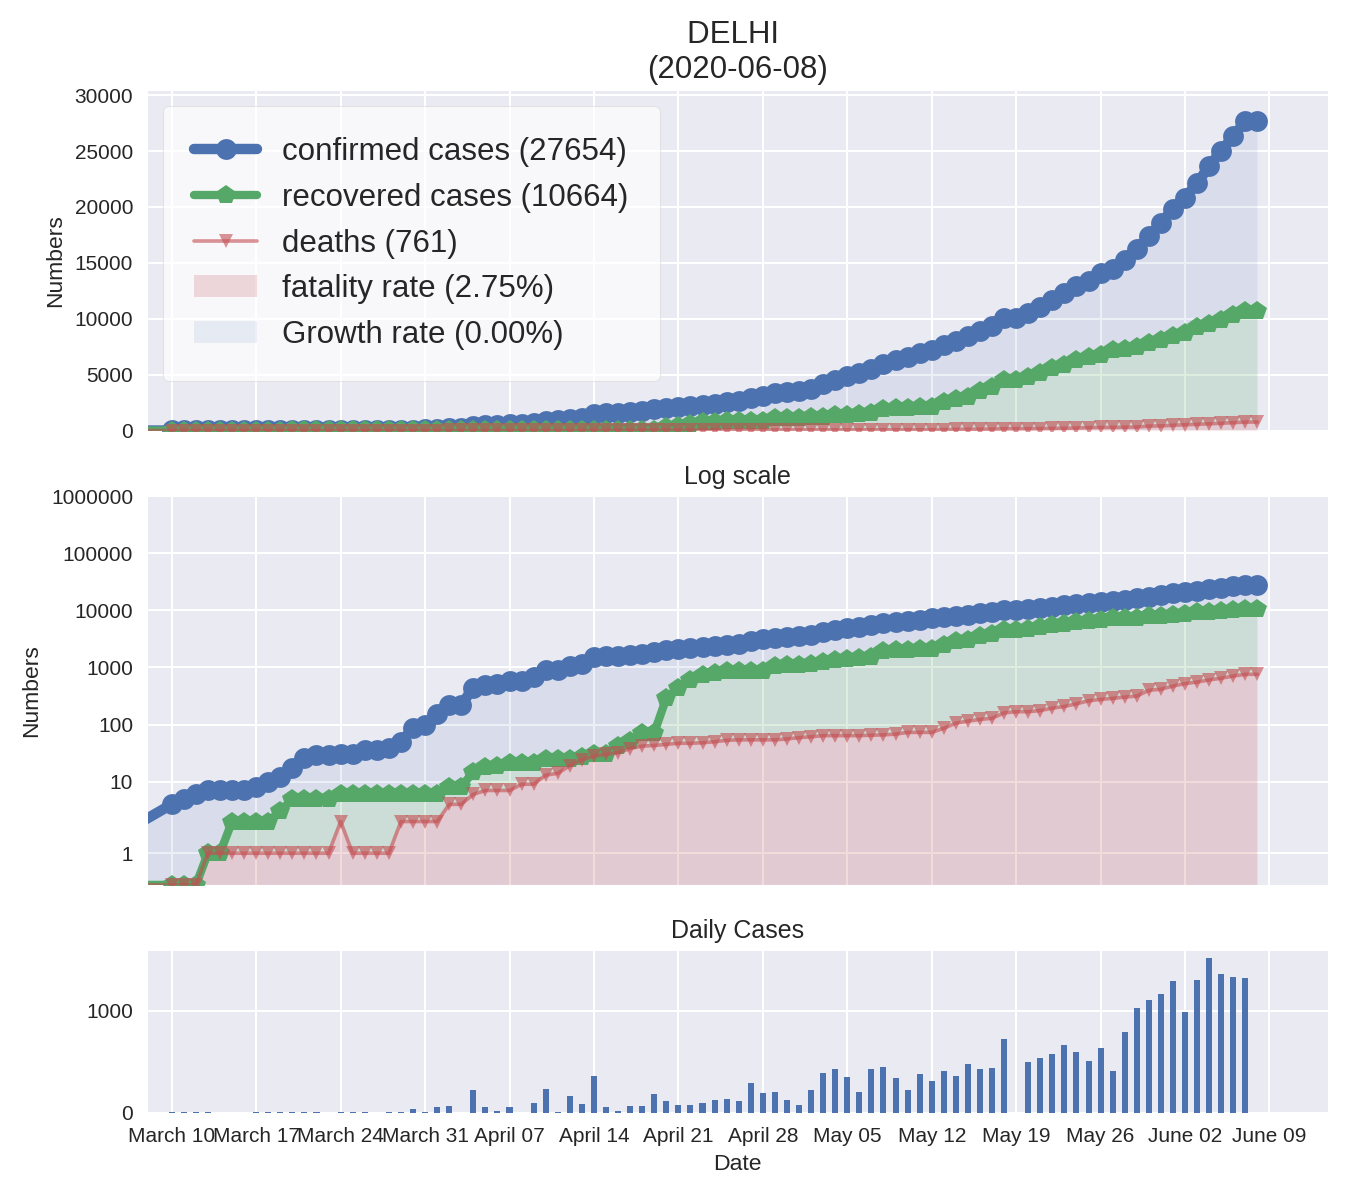 DELHI
(2020-06-08)
30000
25000
20000
15000
10000
5000
0
Numbers
confirmed cases (27654)
recovered cases (10664)
deaths (761)
fatality rate (2.75%)
Growth rate (0.00%)
Log scale
1000000
100000
10000
1000
100
10
1
Numbers
Daily Cases
1000
0
March 10 March 17 March 24 March 31 April 07 April 14 April 21 April 28 May 05 May 12 May 19 May 26 June 02 June 09
Date